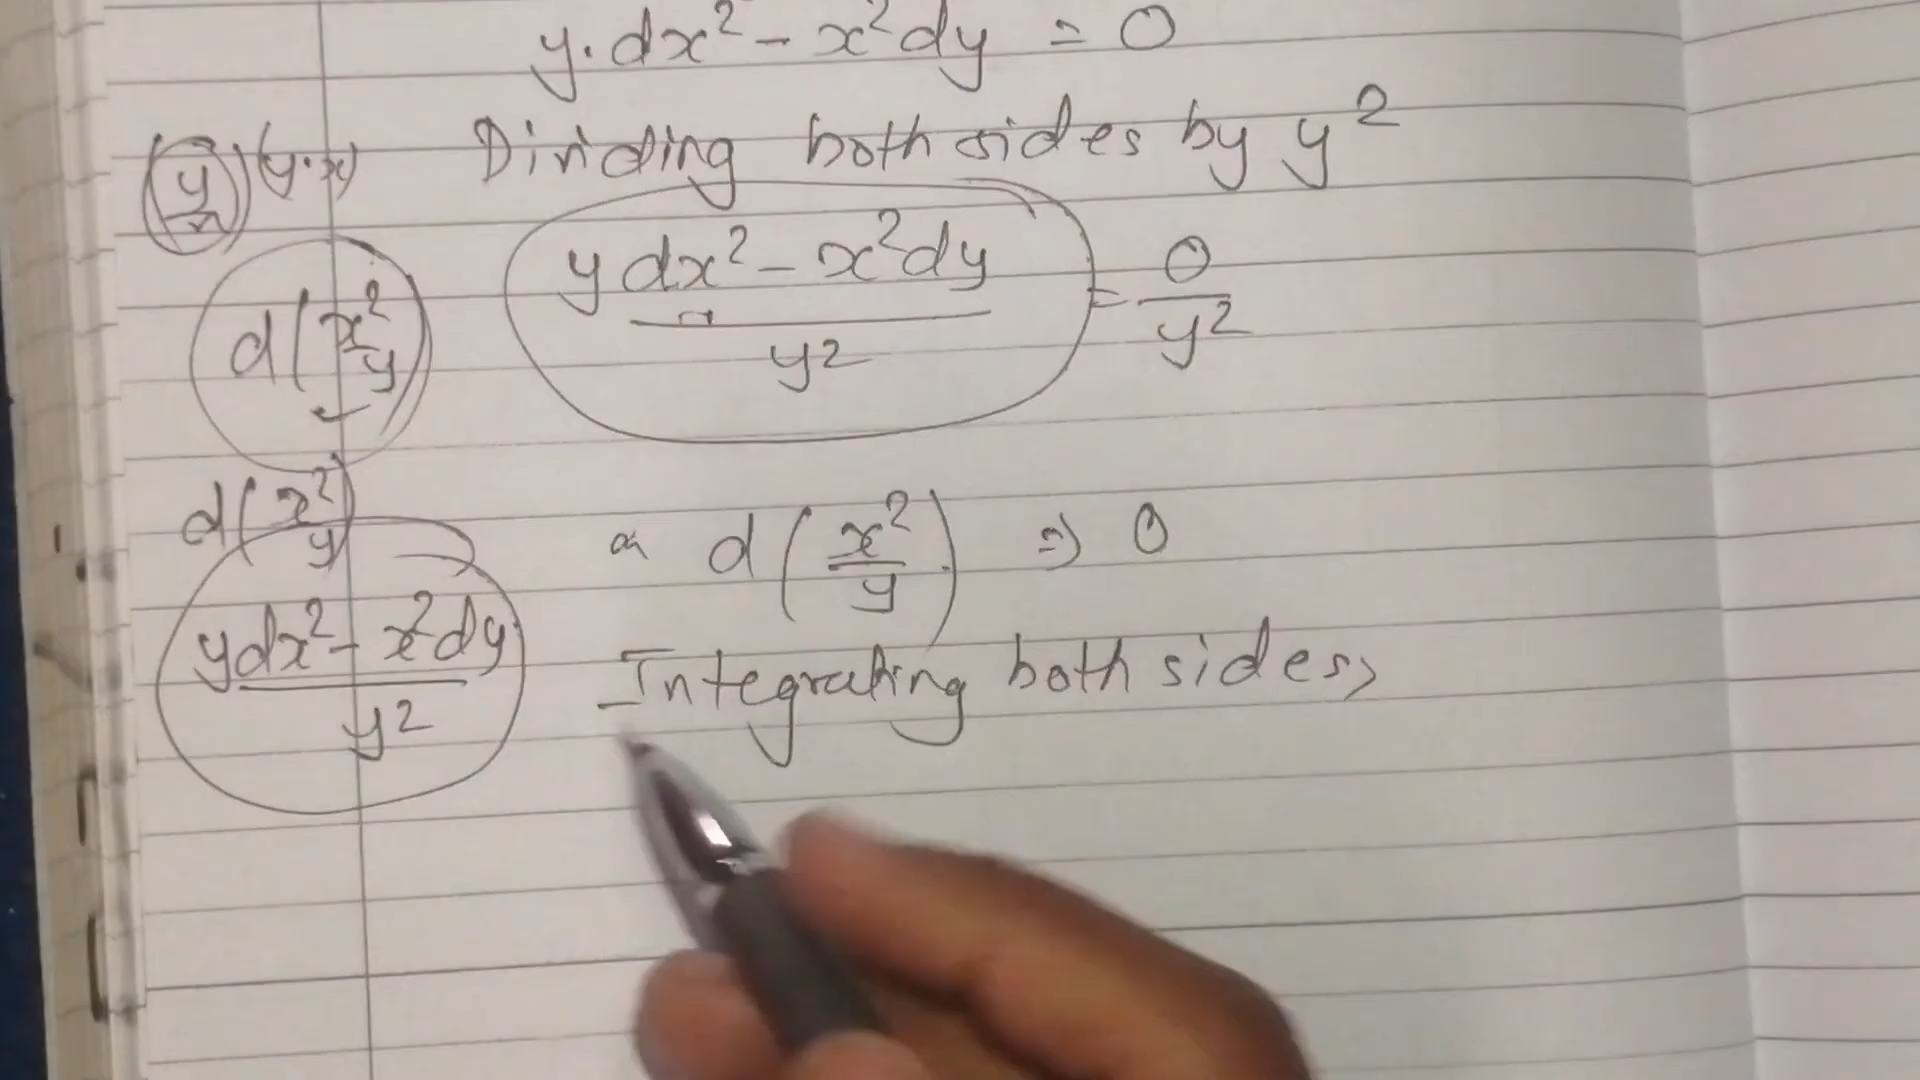 y·dx² - x²dy = 0
(y/x) (y·x) Dividing both sides by y²
d(x²/y) (y dx² - x²dy)/y² = 0/y²
d(x²/y) or d(x²/y) ⇒ 0
(ydx² - x²dy)/y² Integrating both sides,